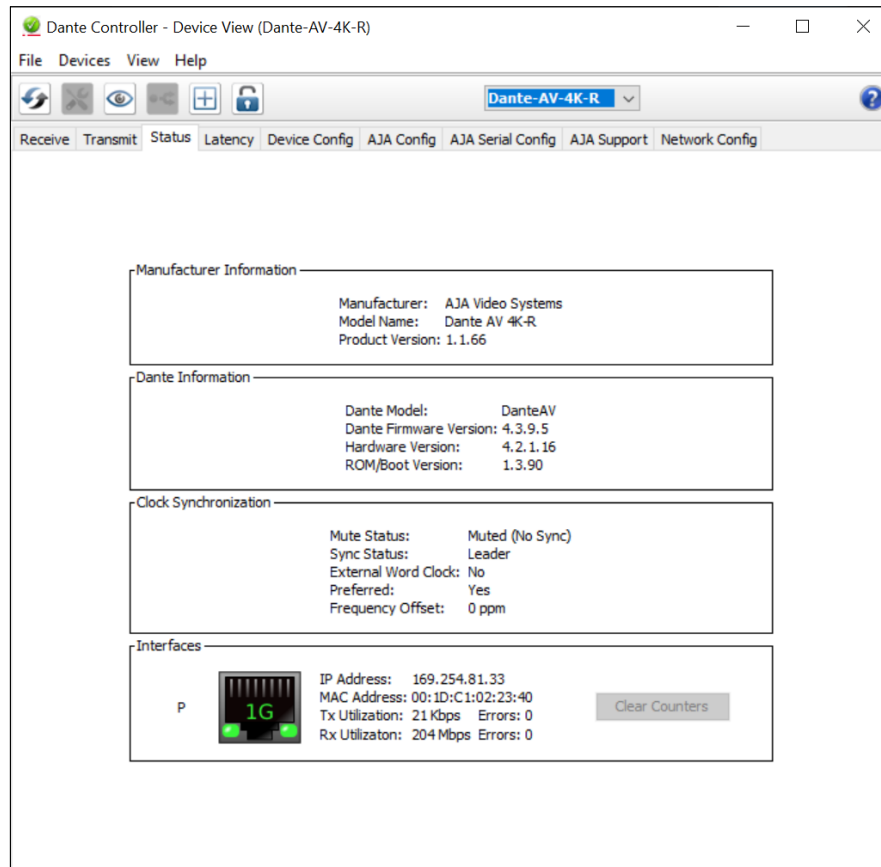 Dante Controller - Device View (Dante-AV-4K-R)
File Devices View Help
Dante-AV-4K-R
?
Receive Transmit Status Latency Device Config AJA Config AJA Serial Config AJA Support Network Config
Manufacturer Information
Manufacturer: AJA Video Systems
Model Name: Dante AV 4K-R
Product Version: 1.1.66
Dante Information
Dante Model: DanteAV
Dante Firmware Version: 4.3.9.5
Hardware Version: 4.2.1.16
ROM/Boot Version: 1.3.90
Clock Synchronization
Mute Status: Muted (No Sync)
Sync Status: Leader
External Word Clock: No
Preferred: Yes
Frequency Offset: 0 ppm
Interfaces
P
1G
IP Address: 169.254.81.33
MAC Address: 00:1D:C1:02:23:40
Tx Utilization: 21 Kbps Errors: 0
Rx Utilizaton: 204 Mbps Errors: 0
Clear Counters